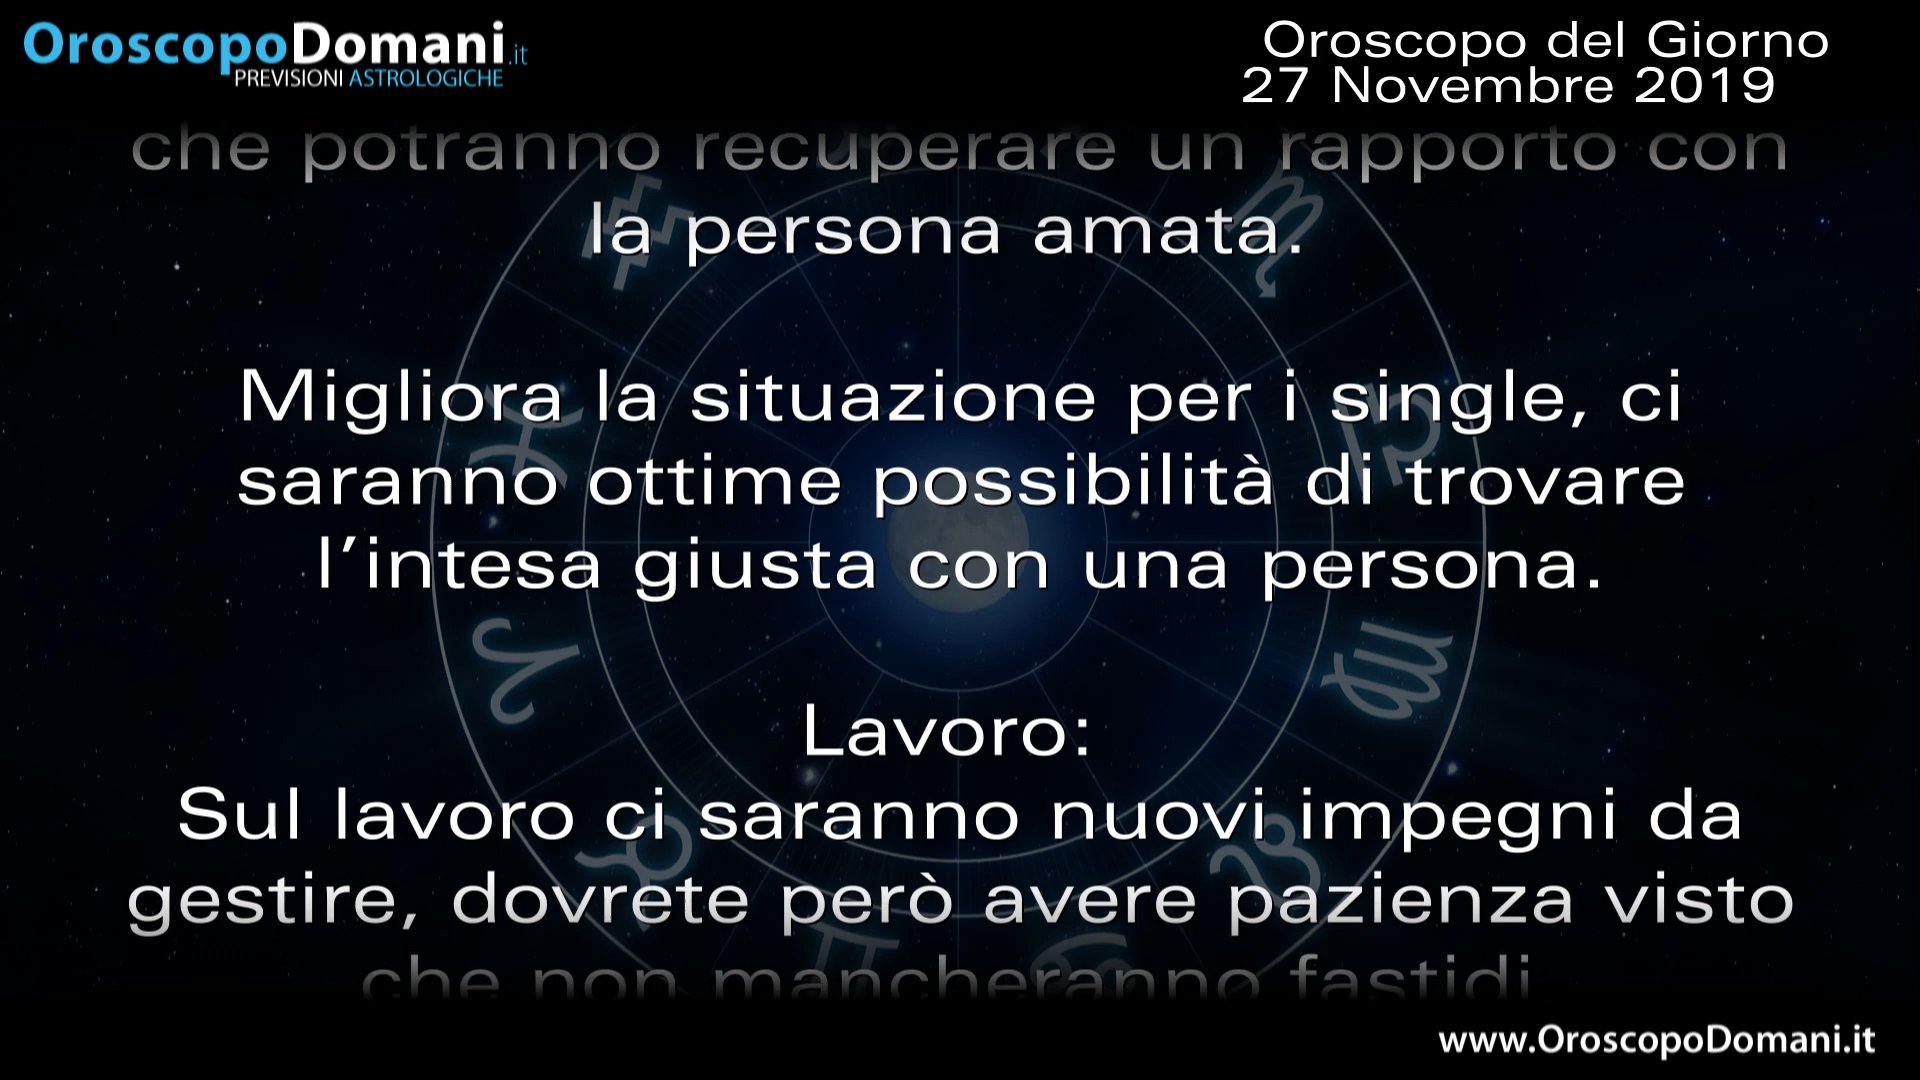 OroscopoDomani.it
PREVISIONI ASTROLOGICHE
Oroscopo del Giorno
27 Novembre 2019
che potranno recuperare un rapporto con
la persona amata.
Migliora la situazione per i single, ci
saranno ottime possibilità di trovare
l’intesa giusta con una persona.
Lavoro:
Sul lavoro ci saranno nuovi impegni da
gestire, dovrete però avere pazienza visto
che non mancheranno fastidi
www.OroscopoDomani.it